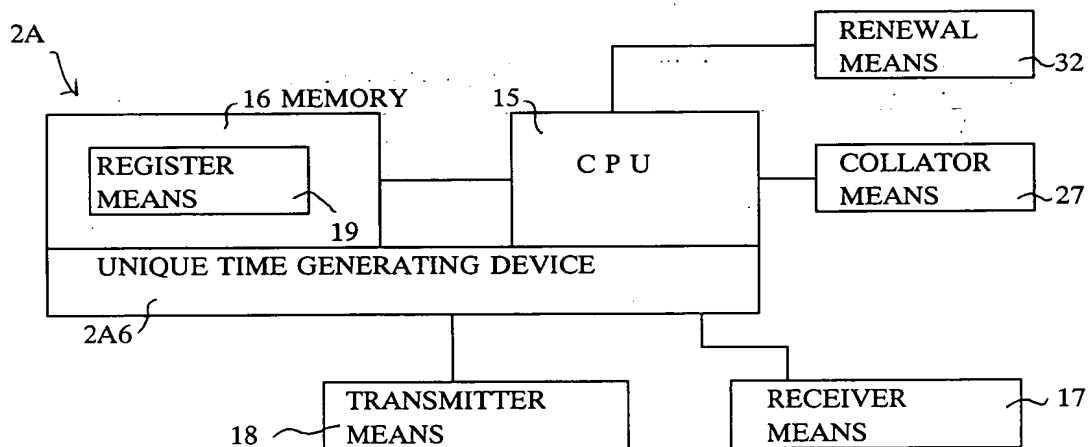 2A
RENEWAL
MEANS
32
16 MEMORY
15
CPU
REGISTER
MEANS
19
COLLATOR
MEANS
27
UNIQUE TIME GENERATING DEVICE
2A6
TRANSMITTER
MEANS
18
RECEIVER
MEANS
17